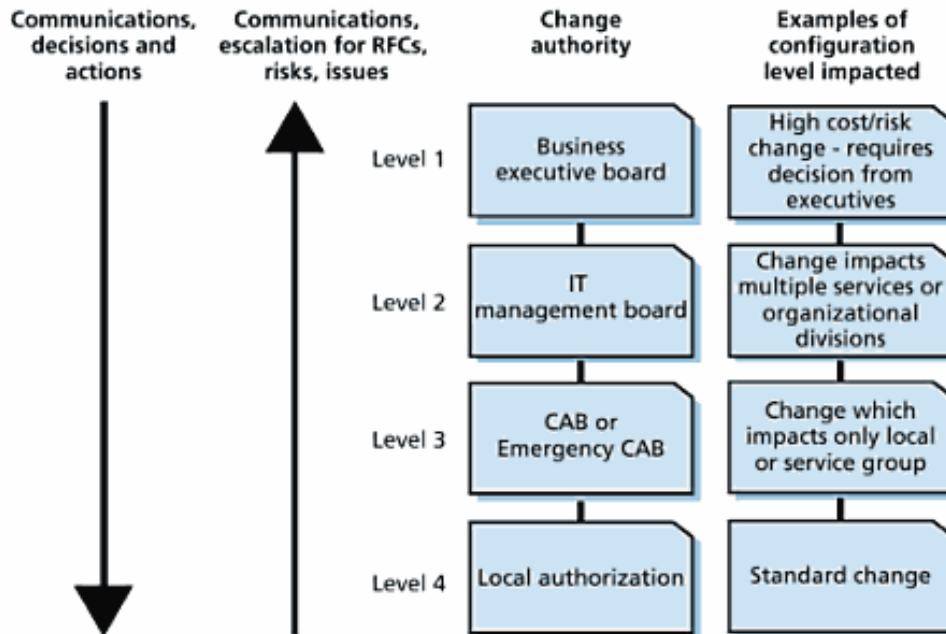 Communications,
decisions and
actions
Communications,
escalation for RFCs,
risks, issues
Change
authority
Examples of
configuration
level impacted
Level 1
Business
executive board
High cost/risk
change - requires
decision from
executives
Level 2
IT
management board
Change impacts
multiple services or
organizational
divisions
Level 3
CAB or
Emergency CAB
Change which
impacts only local
or service group
Level 4
Local authorization
Standard change